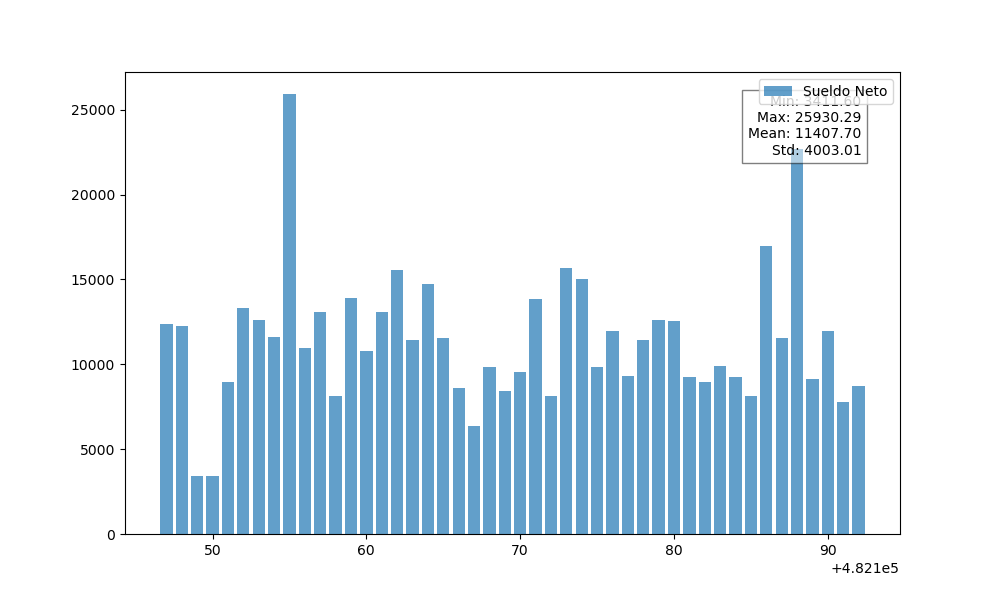 Sueldo Neto
Min: 3411.60
Max: 25930.29
Mean: 11407.70
Std: 4003.01
25000
20000
15000
10000
5000
0
50
60
70
80
90
+4.821e5